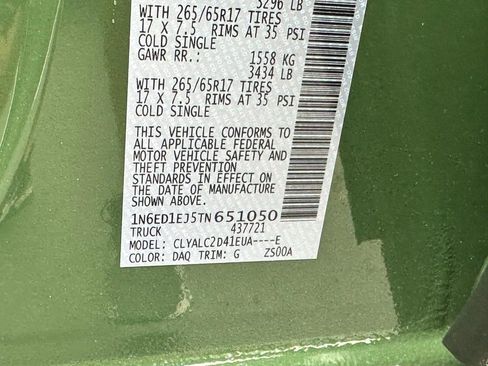 3296 LB
WITH 265/65R17 TIRES
17 X 7.5 RIMS AT 35 PSI
COLD SINGLE
GAWR RR.: 1558 KG
3434 LB
WITH 265/65R17 TIRES
17 X 7.5 RIMS AT 35 PSI
COLD SINGLE
THIS VEHICLE CONFORMS TO
ALL APPLICABLE FEDERAL
MOTOR VEHICLE SAFETY AND
THEFT PREVENTION
STANDARDS IN EFFECT ON
THE DATE OF MANUFACTURE
SHOWN ABOVE.
1N6ED1EJ5TN651050
TRUCK 437721
MODEL: CLYALC2D41EUA----E
COLOR: DAQ TRIM: G ZS00A